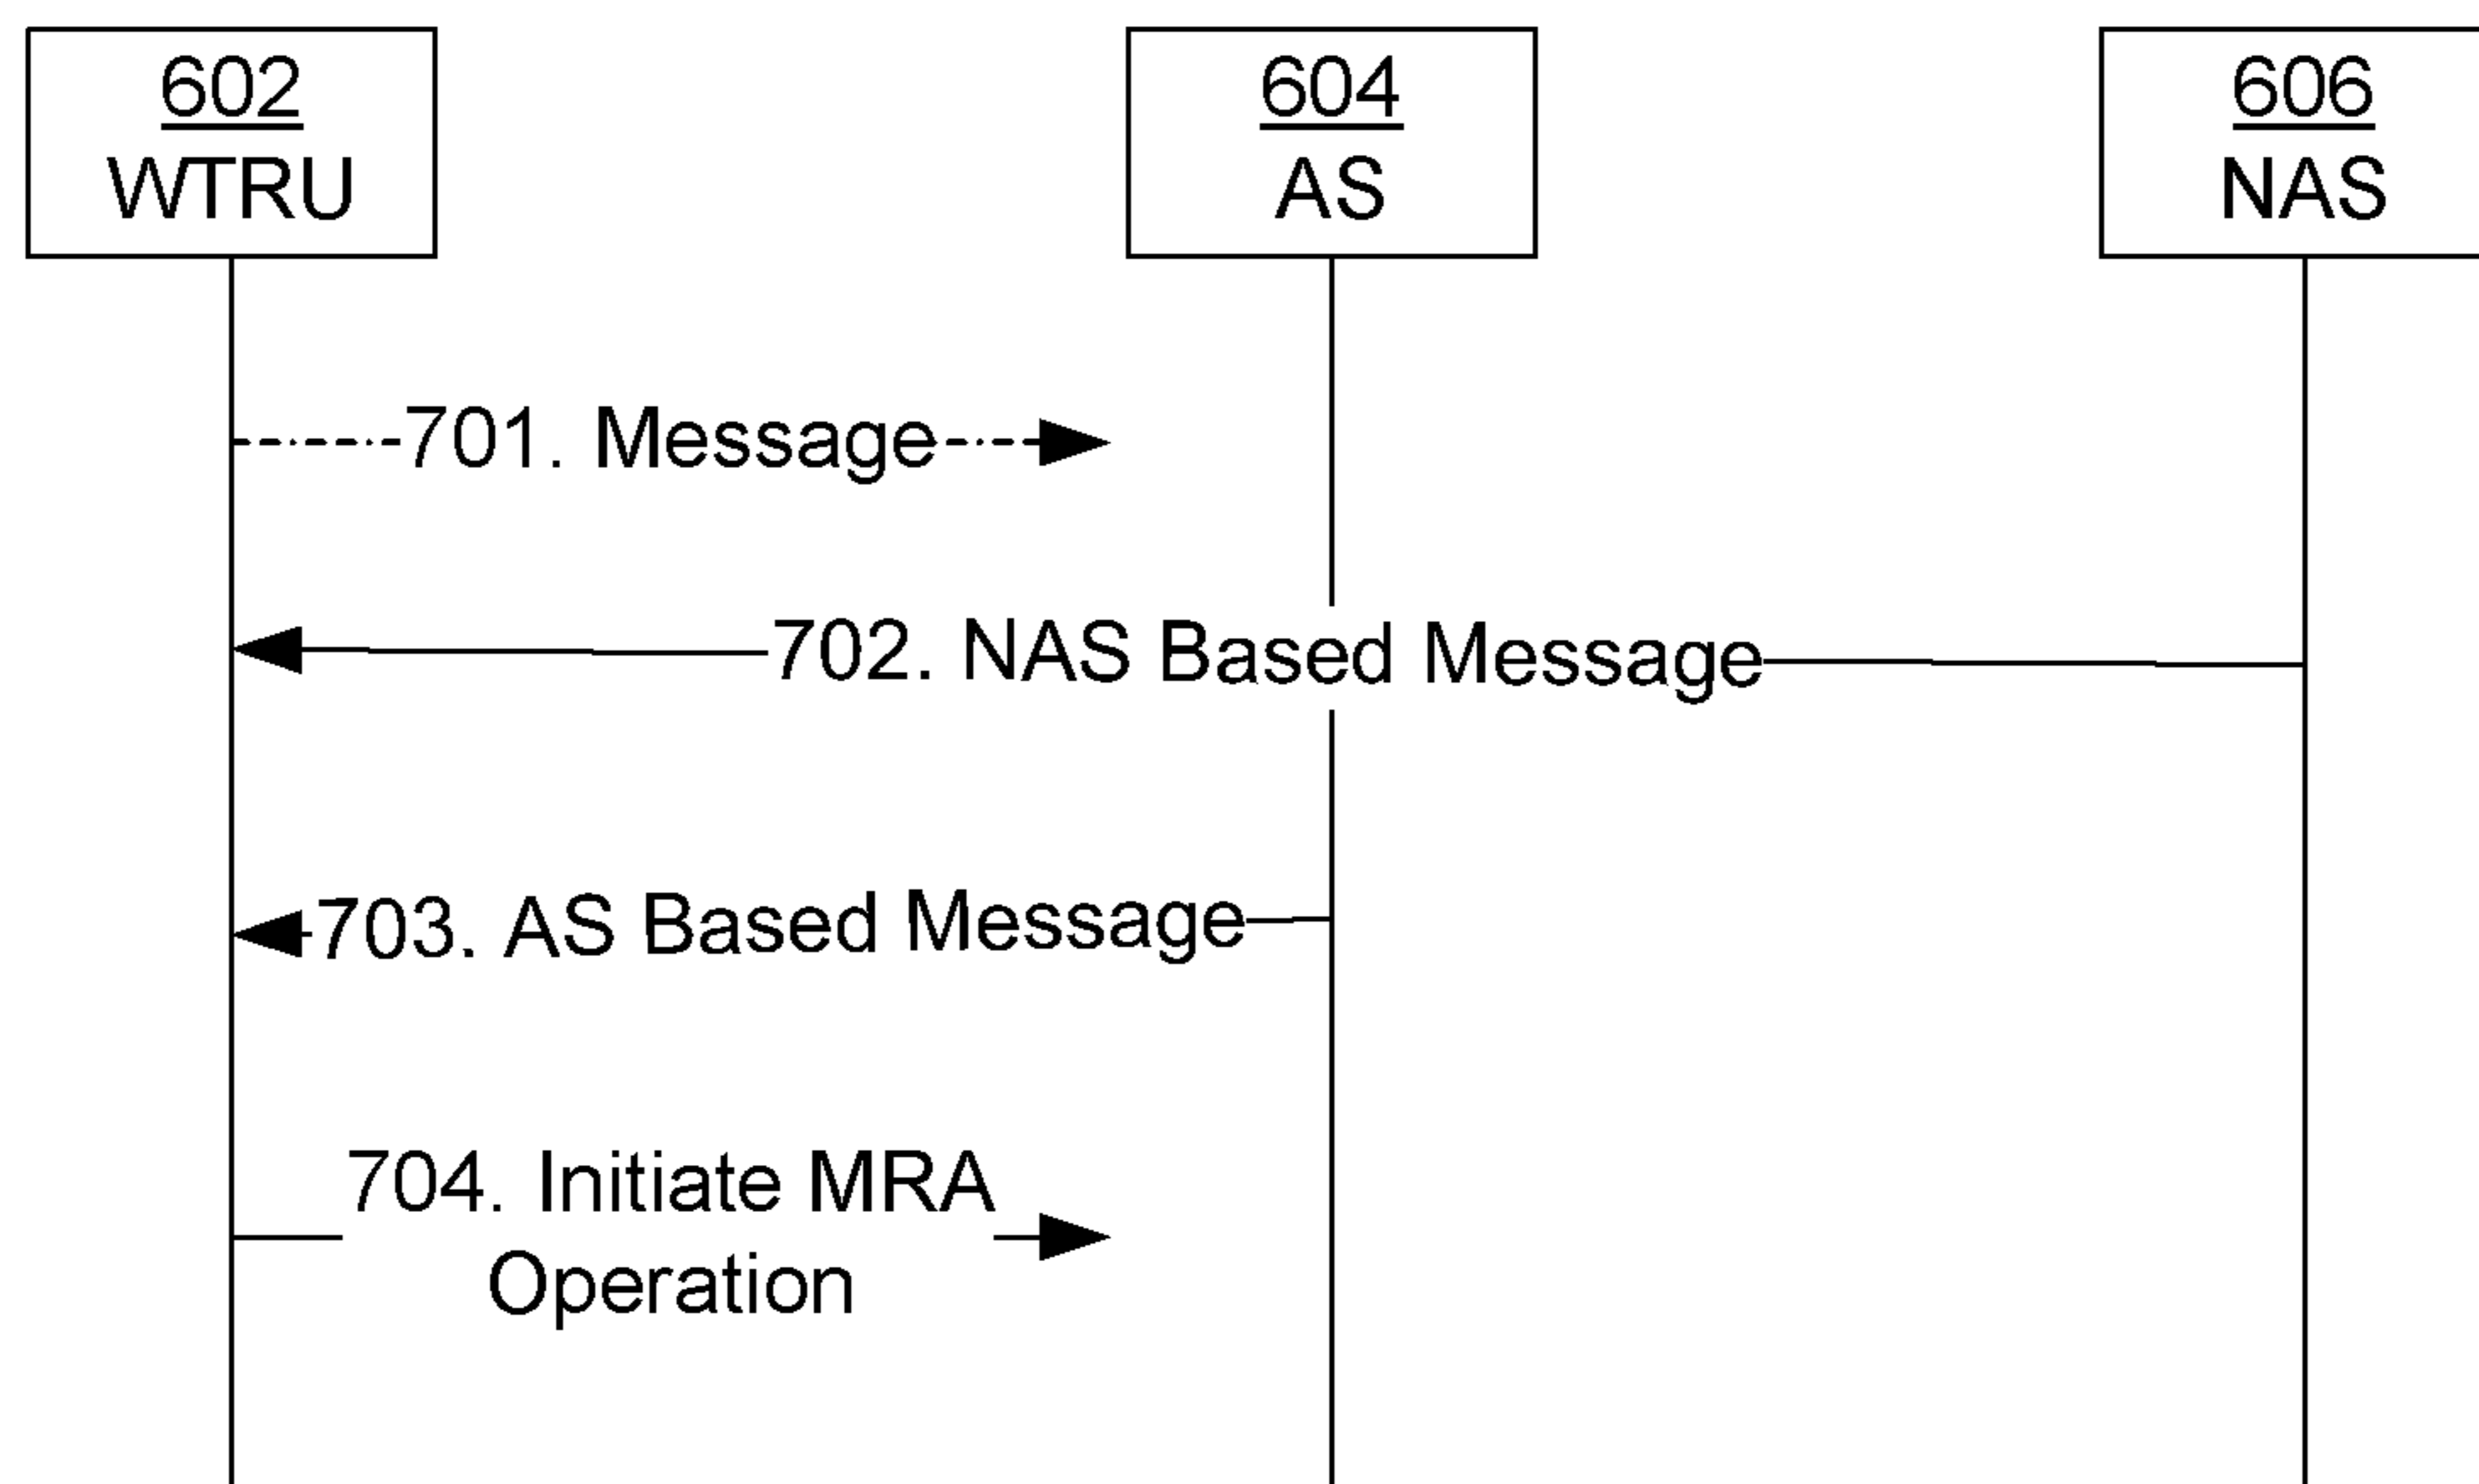 602
WTRU
604
AS
606
NAS
701. Message
702. NAS Based Message
703. AS Based Message
704. Initiate MRA
Operation